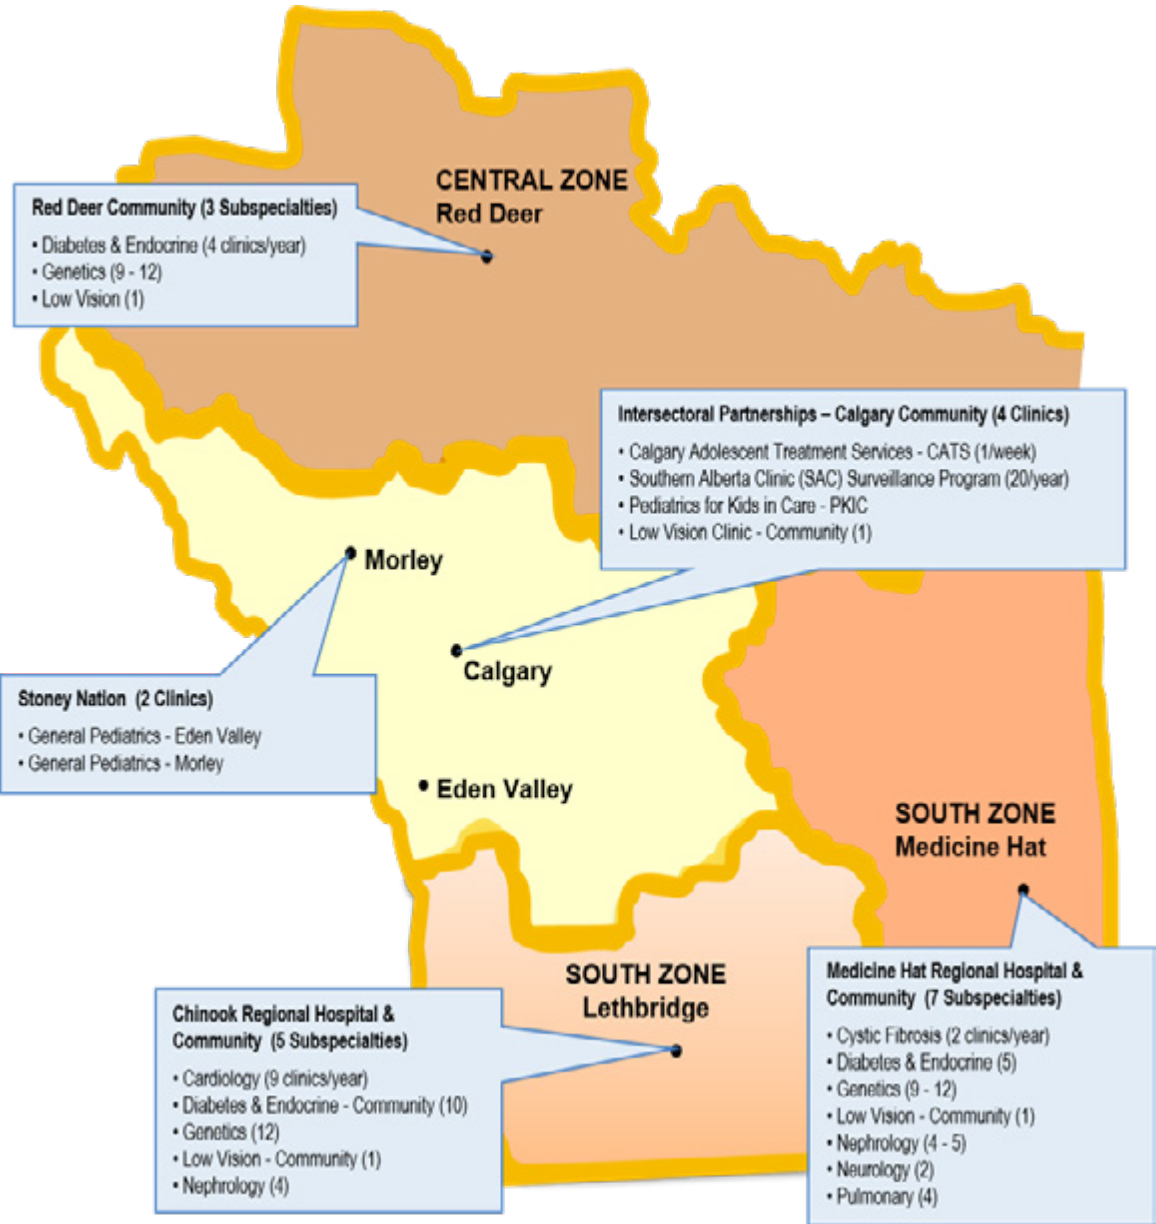 CENTRAL ZONE
Red Deer
Red Deer Community (3 Subspecialties)
• Diabetes & Endocrine (4 clinics/year)
• Genetics (9 - 12)
• Low Vision (1)
Intersectoral Partnerships – Calgary Community (4 Clinics)
• Calgary Adolescent Treatment Services - CATS (1/week)
• Southern Alberta Clinic (SAC) Surveillance Program (20/year)
• Pediatrics for Kids in Care - PKIC
• Low Vision Clinic - Community (1)
Morley
Calgary
Stoney Nation (2 Clinics)
• General Pediatrics - Eden Valley
• General Pediatrics - Morley
Eden Valley
SOUTH ZONE
Medicine Hat
SOUTH ZONE
Lethbridge
Chinook Regional Hospital &
Community (5 Subspecialties)
• Cardiology (9 clinics/year)
• Diabetes & Endocrine - Community (10)
• Genetics (12)
• Low Vision - Community (1)
• Nephrology (4)
Medicine Hat Regional Hospital &
Community (7 Subspecialties)
• Cystic Fibrosis (2 clinics/year)
• Diabetes & Endocrine (5)
• Genetics (9 - 12)
• Low Vision - Community (1)
• Nephrology (4 - 5)
• Neurology (2)
• Pulmonary (4)